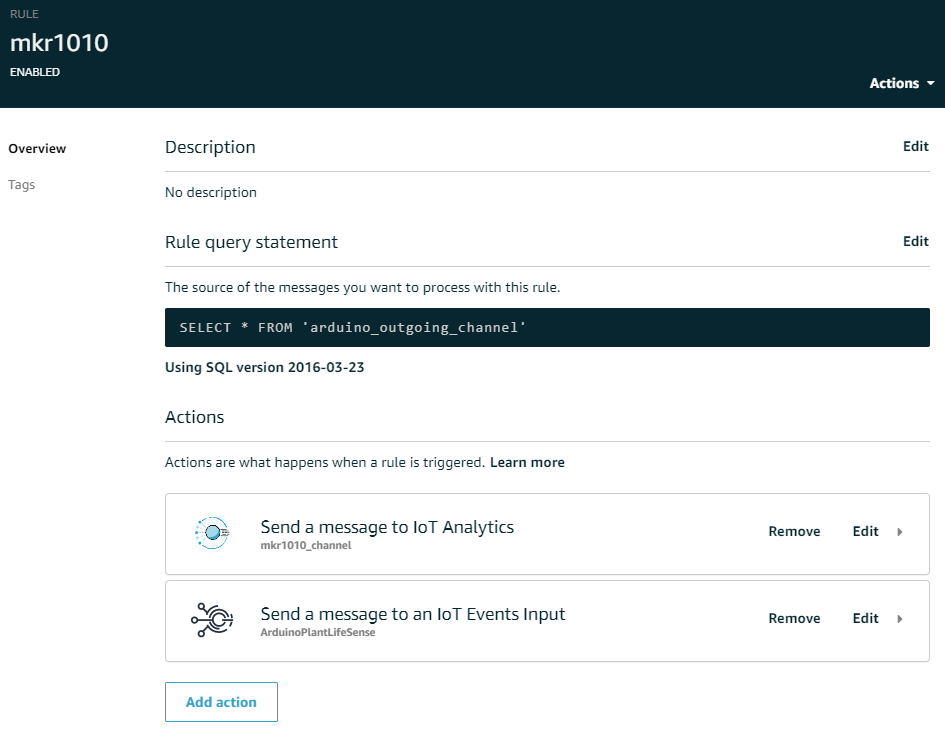 RULE
mkr1010
ENABLED
Actions
Overview
Tags
Description
Edit
No description
Rule query statement
Edit
The source of the messages you want to process with this rule.
SELECT * FROM 'arduino_outgoing_channel'
Using SQL version 2016-03-23
Actions
Actions are what happens when a rule is triggered. Learn more
Send a message to IoT Analytics
mkr1010_channel
Remove
Edit
Send a message to an IoT Events Input
ArduinoPlantLifeSense
Remove
Edit
Add action